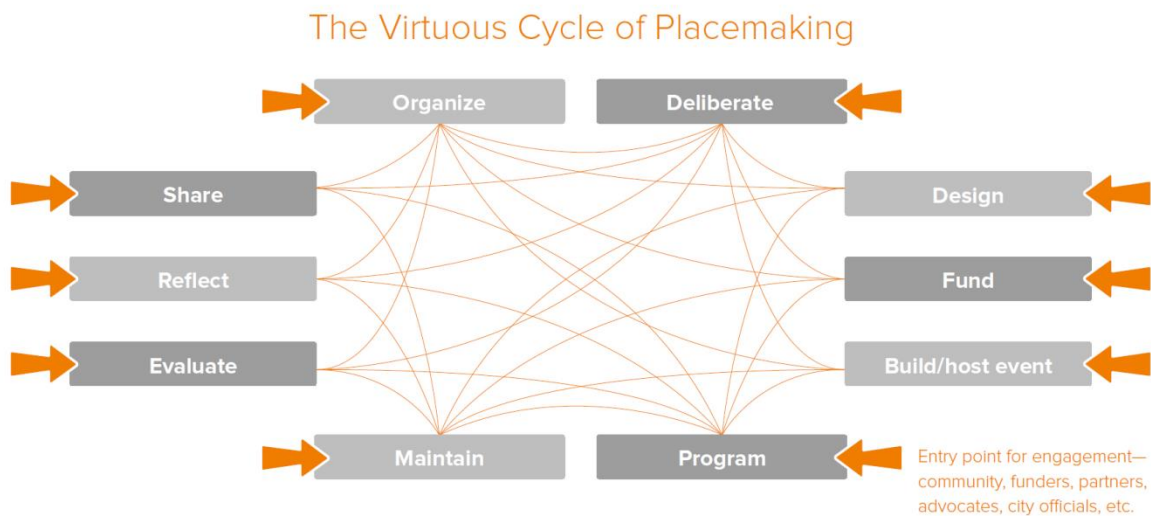 The Virtuous Cycle of Placemaking
Organize
Deliberate
Share
Design
Reflect
Fund
Evaluate
Build/host event
Maintain
Program
Entry point for engagement—
community, funders, partners,
advocates, city officials, etc.